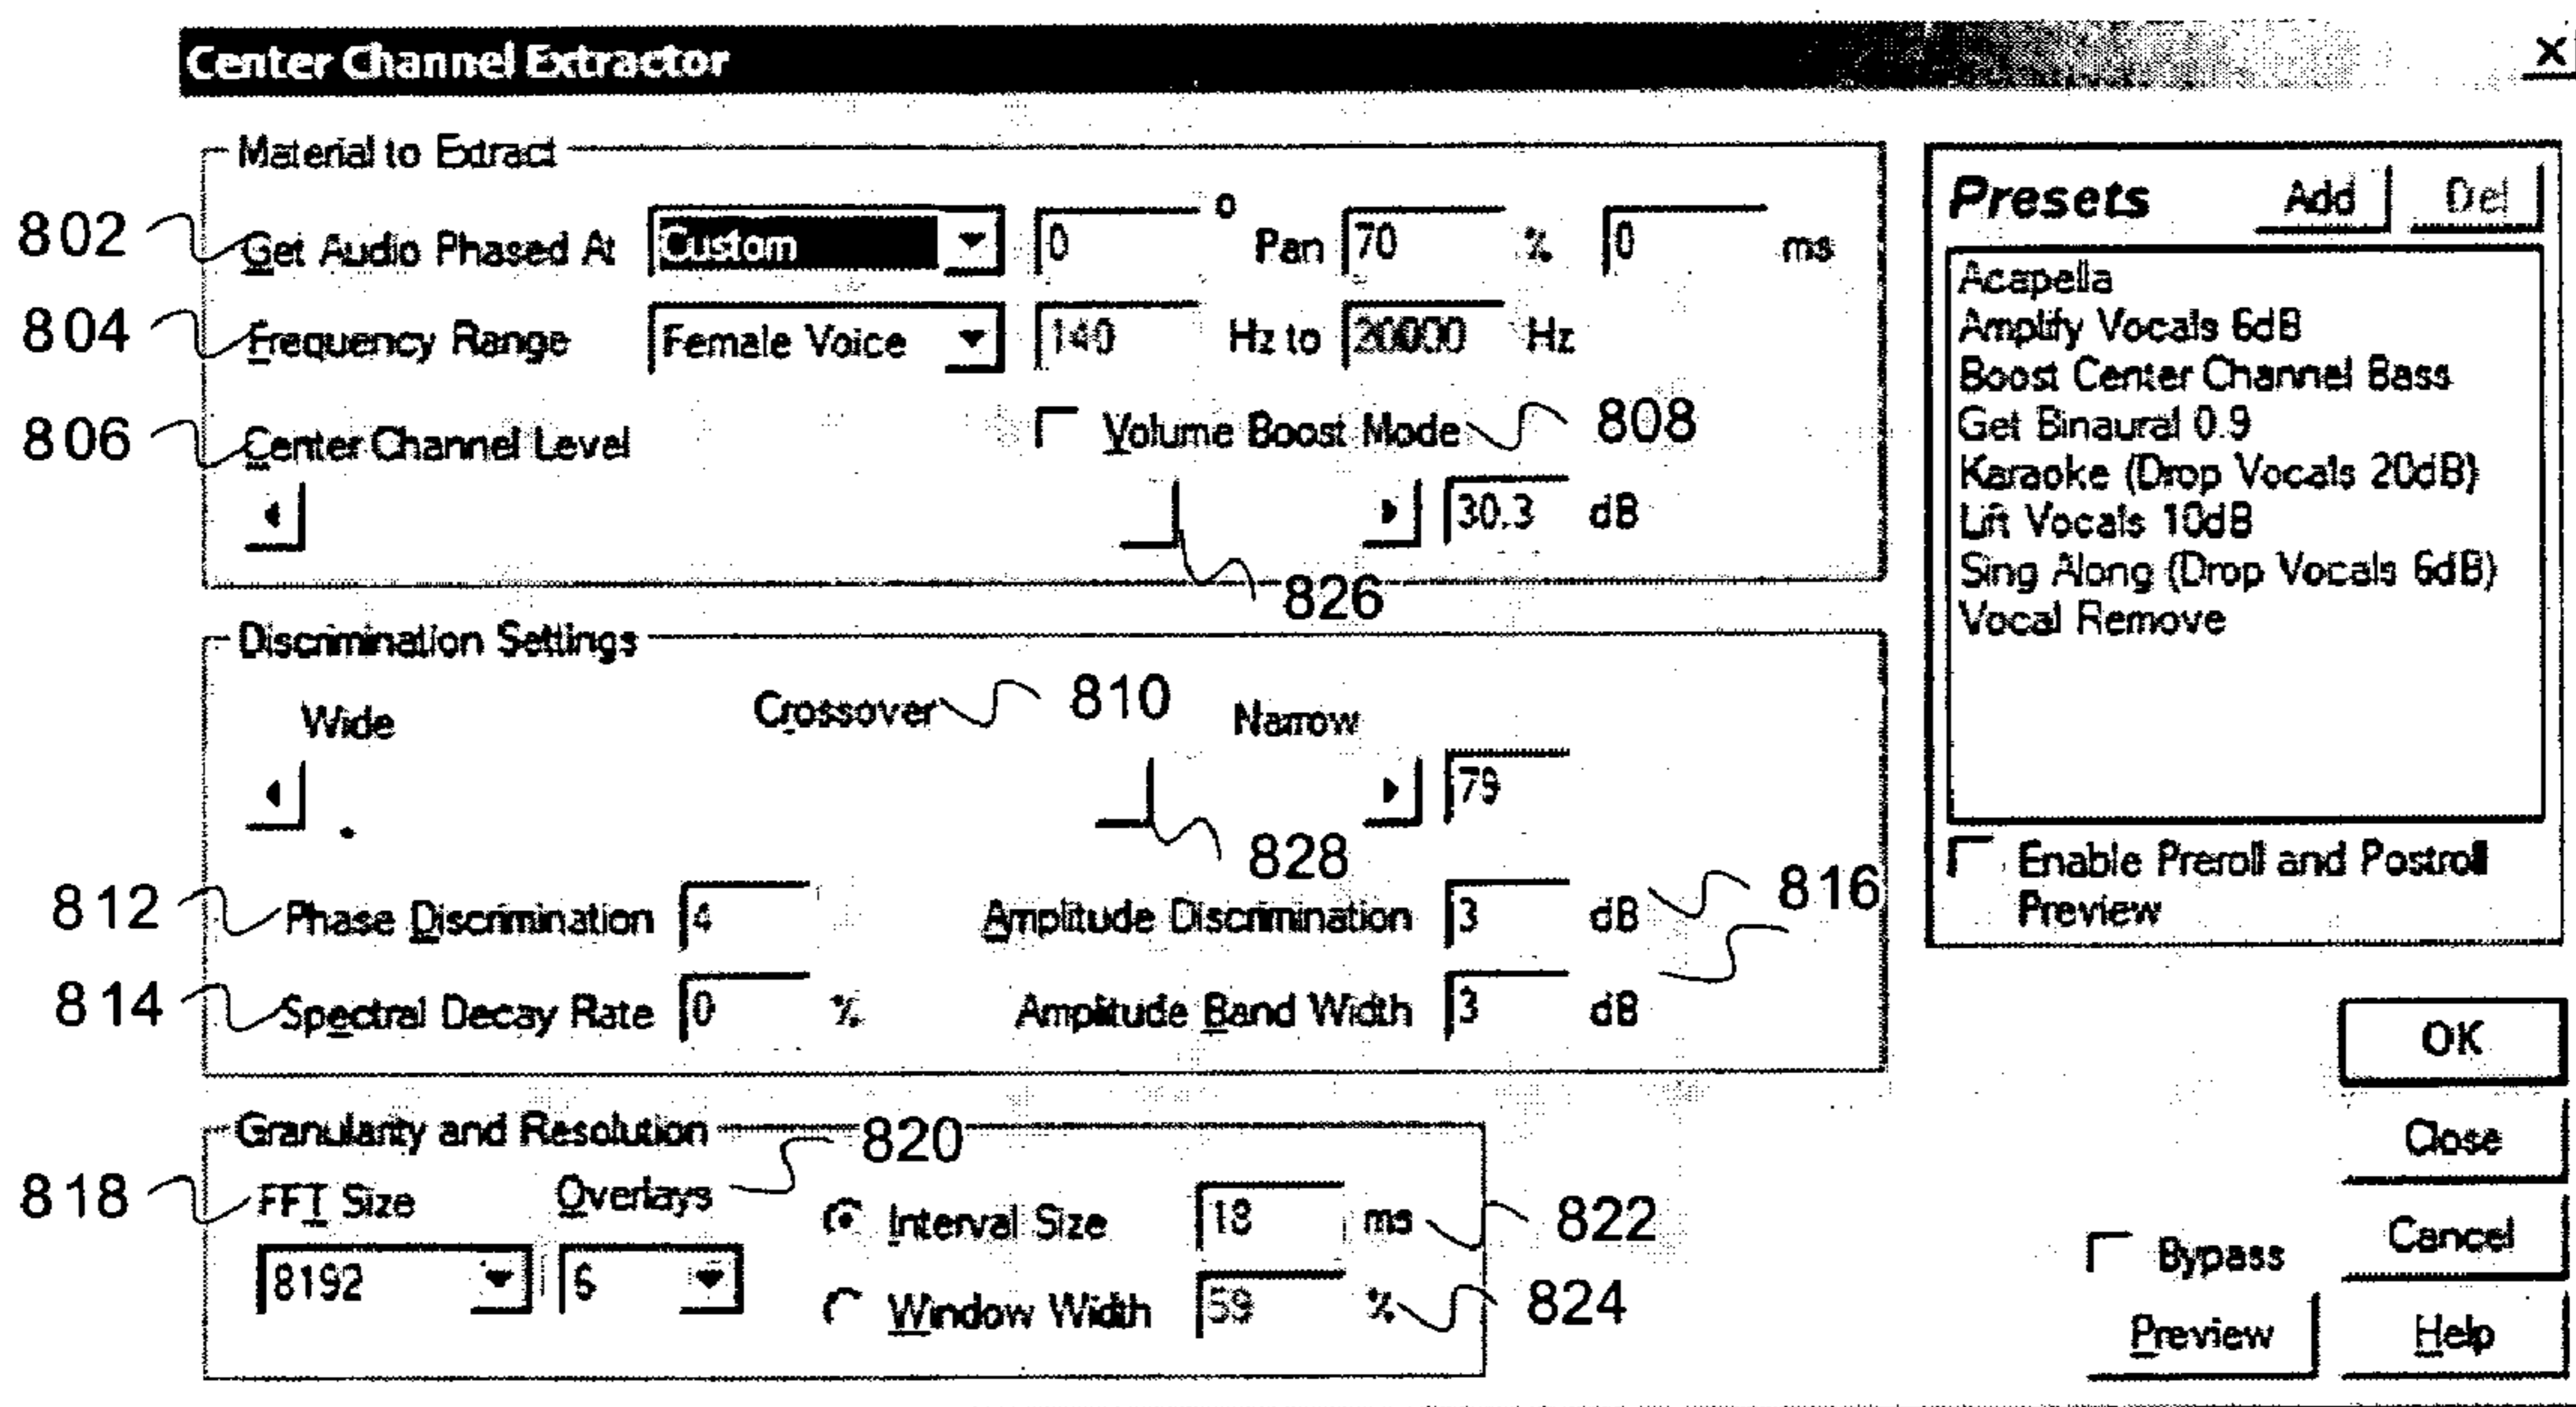 Center Channel Extractor
Material to Extract
802 Get Audio Phased At Custom 0 ° Pan 70 % 0 ms
804 Frequency Range Female Voice 140 Hz to 20000 Hz
806 Center Channel Level Volume Boost Mode 808
30.3 dB
826
Discrimination Settings
Wide Crossover 810 Narrow
79
828
812 Phase Discrimination 4 Amplitude Discrimination 3 dB 816
814 Spectral Decay Rate 0 % Amplitude Band Width 3 dB
Granularity and Resolution 820
818 FFT Size Overlays Interval Size 18 ms 822
8192 6 Window Width 59 % 824
Presets Add Del
Acapella
Amplify Vocals 6dB
Boost Center Channel Bass
Get Binaural 0.9
Karaoke (Drop Vocals 20dB)
Lift Vocals 10dB
Sing Along (Drop Vocals 6dB)
Vocal Remove
Enable Preroll and Postroll
Preview
OK
Close
Bypass Cancel
Preview Help